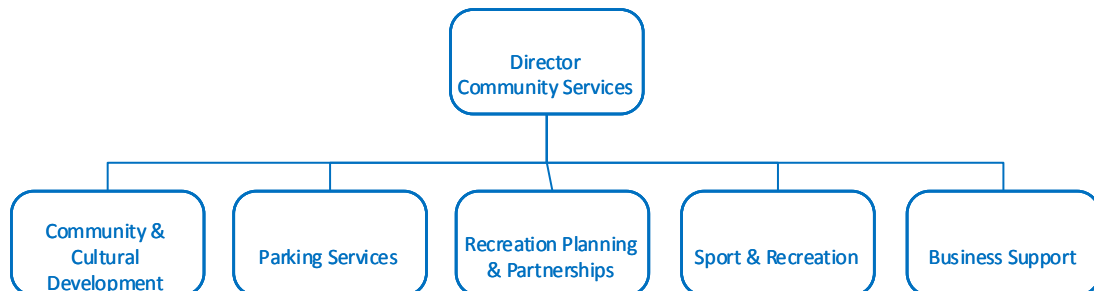 Director
Community Services
Community &
Cultural
Development
Parking Services
Recreation Planning
& Partnerships
Sport & Recreation
Business Support